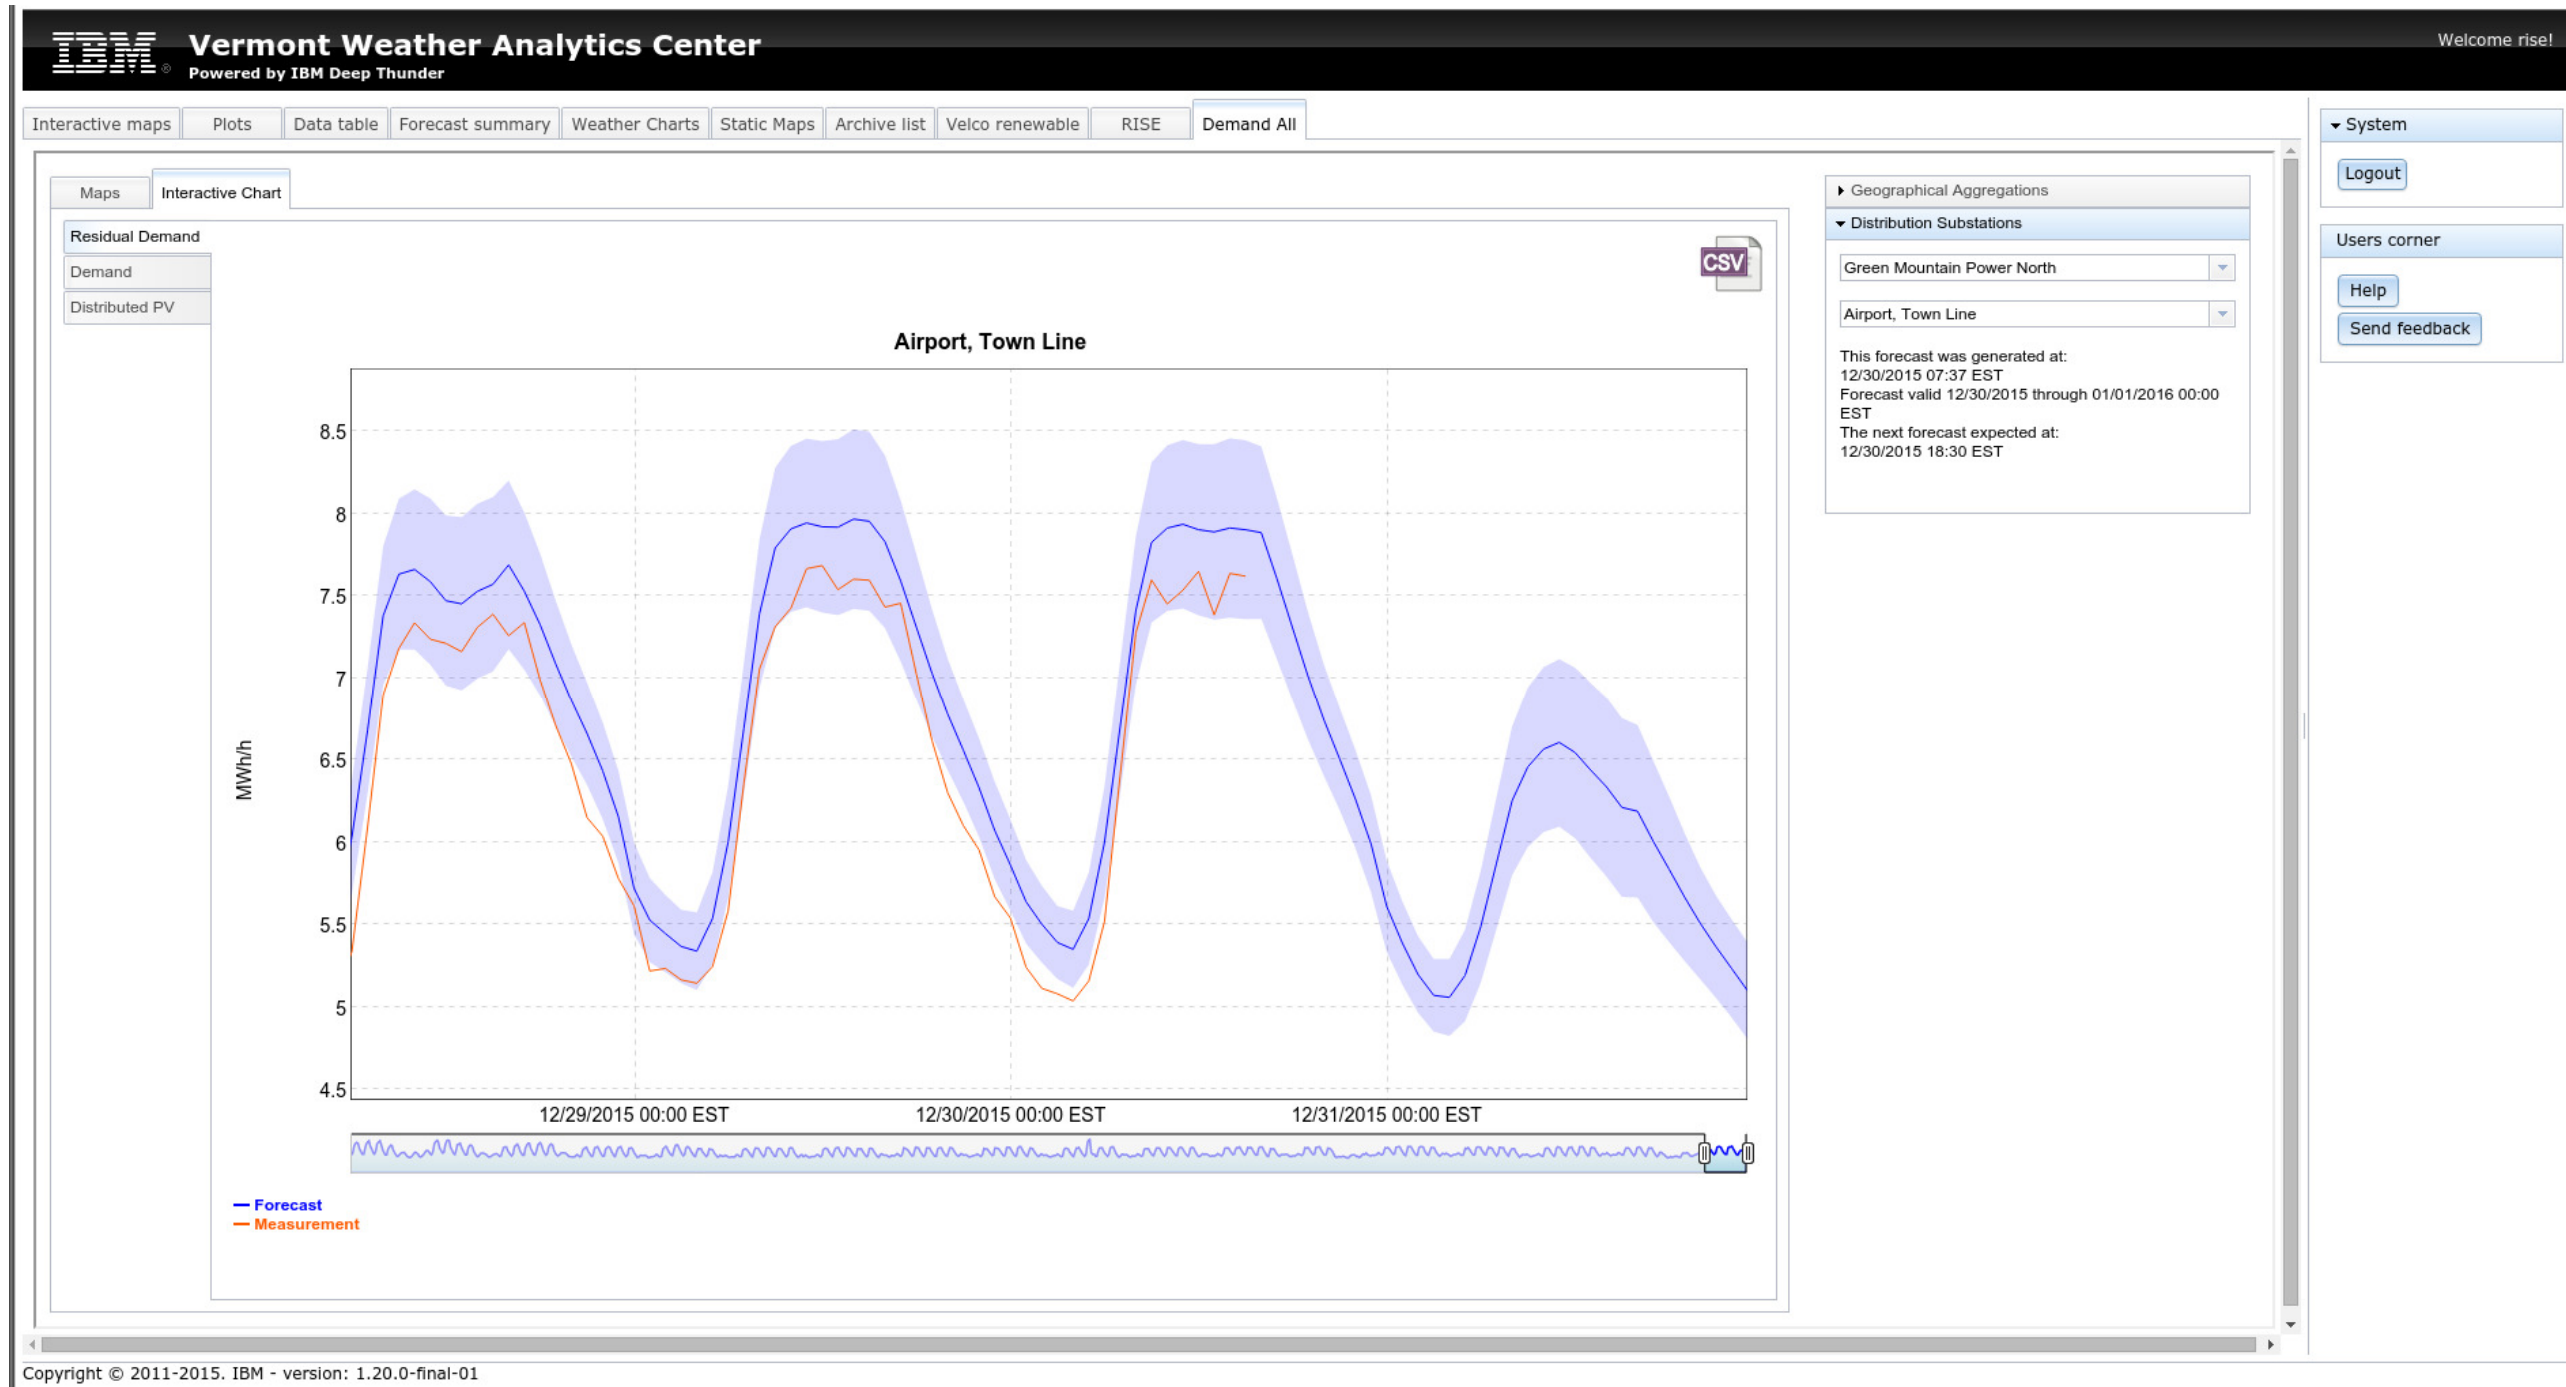 IBM®
Vermont Weather Analytics Center
Powered by IBM Deep Thunder
Welcome rise!
Interactive maps
Plots
Data table
Forecast summary
Weather Charts
Static Maps
Archive list
Velco renewable
RISE
Demand All
System
Logout
Users corner
Help
Send feedback
Maps
Interactive Chart
Residual Demand
Demand
Distributed PV
CSV
Geographical Aggregations
Distribution Substations
Green Mountain Power North
Airport, Town Line
This forecast was generated at:
12/30/2015 07:37 EST
Forecast valid 12/30/2015 through 01/01/2016 00:00
EST
The next forecast expected at:
12/30/2015 18:30 EST
Airport, Town Line
8.5
8
7.5
7
6.5
6
5.5
5
4.5
MWh/h
12/29/2015 00:00 EST
12/30/2015 00:00 EST
12/31/2015 00:00 EST
Forecast
Measurement
Copyright © 2011-2015. IBM - version: 1.20.0-final-01